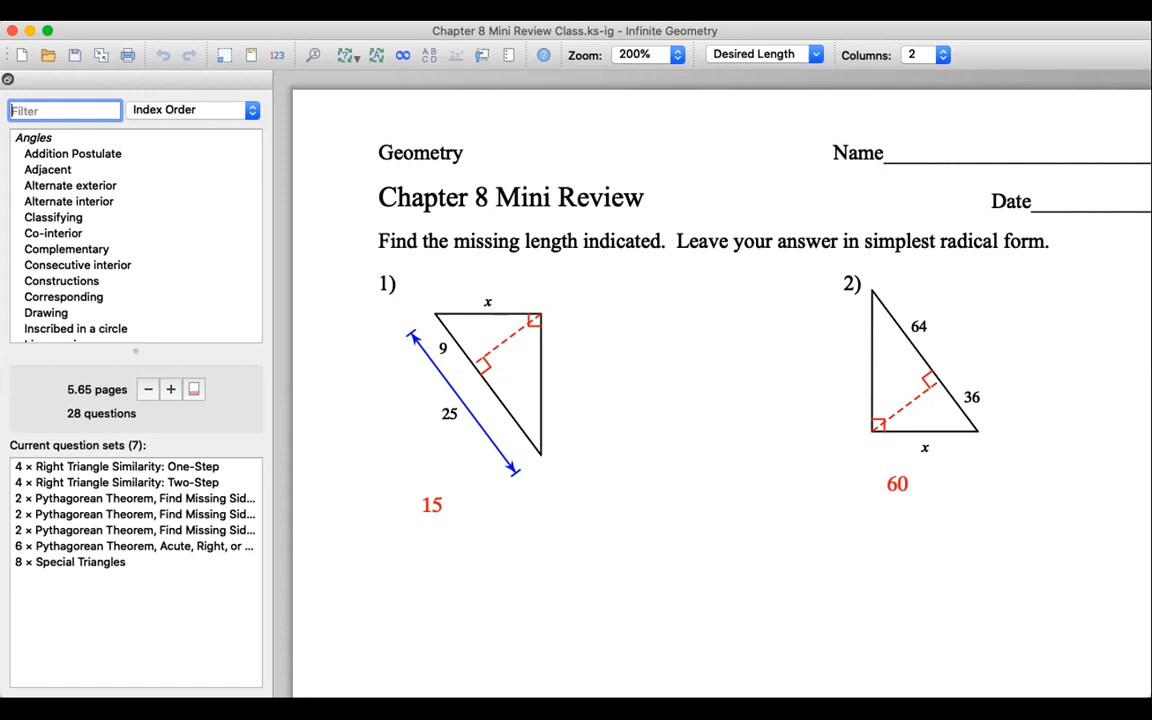 Chapter 8 Mini Review Class.ks-ig - Infinite Geometry
123
A B
C D
?
Zoom:
200%
Desired Length
Columns:
2
Filter
Index Order
Angles
Addition Postulate
Adjacent
Alternate exterior
Alternate interior
Classifying
Co-interior
Complementary
Consecutive interior
Constructions
Corresponding
Drawing
Inscribed in a circle
5.65 pages
28 questions
Current question sets (7):
4 × Right Triangle Similarity: One-Step
4 × Right Triangle Similarity: Two-Step
2 × Pythagorean Theorem, Find Missing Sid...
2 × Pythagorean Theorem, Find Missing Sid...
2 × Pythagorean Theorem, Find Missing Sid...
6 × Pythagorean Theorem, Acute, Right, or ...
8 × Special Triangles
Geometry
Name
Chapter 8 Mini Review
Date
Find the missing length indicated. Leave your answer in simplest radical form.
1)
x
9
25
15
2)
64
36
x
60